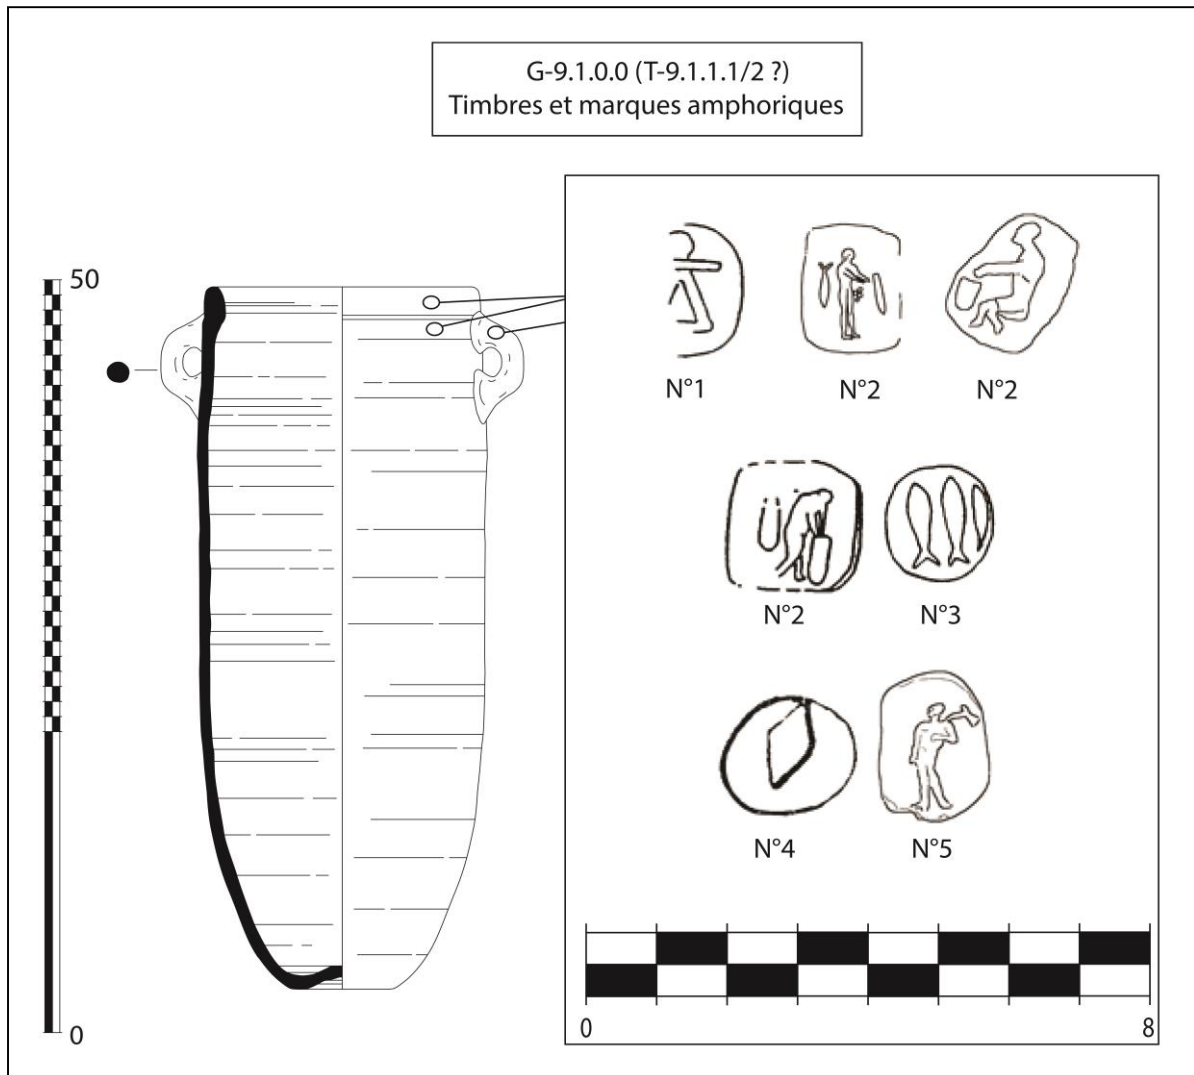 G-9.1.0.0 (T-9.1.1.1/2 ?)
Timbres et marques amphoriques
50
0
N°1
N°2
N°2
N°2
N°3
N°4
N°5
0
8